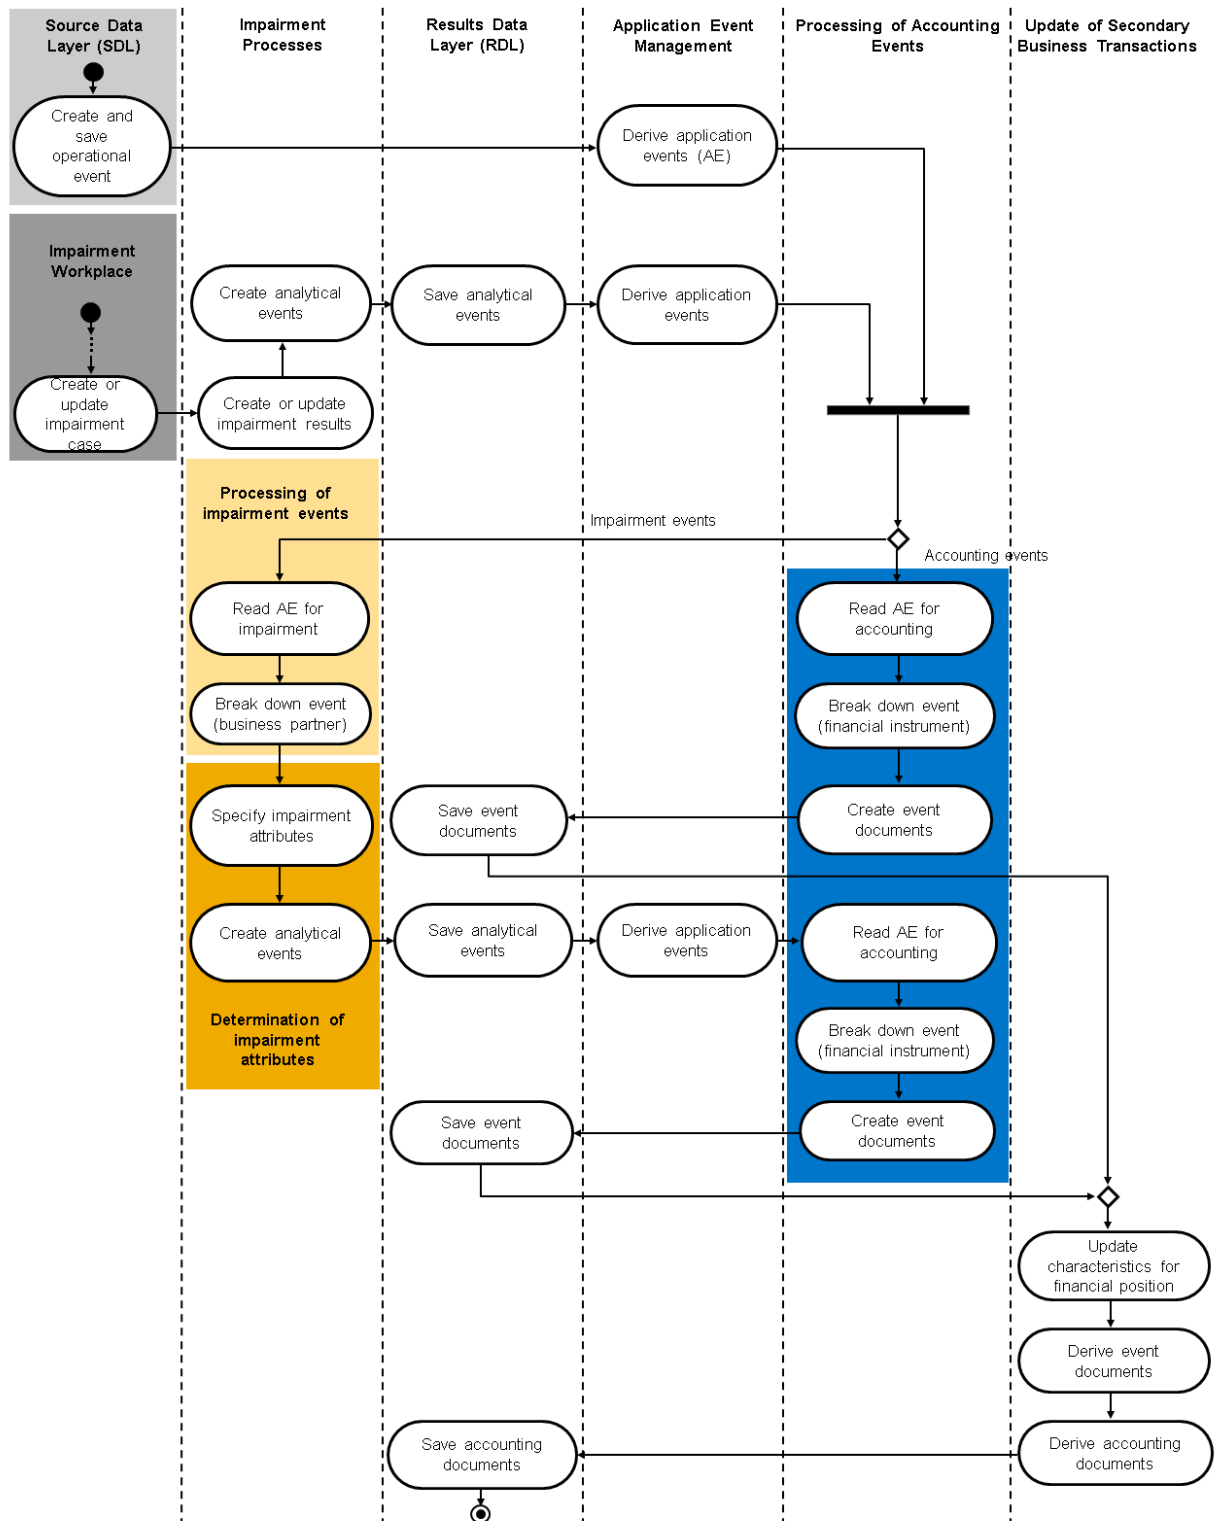 Source Data
Layer (SDL)
Impairment
Processes
Results Data
Layer (RDL)
Application Event
Management
Processing of Accounting
Events
Update of Secondary
Business Transactions
Create and
save
operational
event
Derive application
events (AE)
Impairment
Workplace
Create analytical
events
Save analytical
events
Derive application
events
Create or
update
impairment
case
Create or update
impairment results
Processing of
impairment events
Impairment events
Accounting events
Read AE for
impairment
Read AE for
accounting
Break down event
(business partner)
Break down event
(financial instrument)
Specify impairment
attributes
Save event
documents
Create event
documents
Create analytical
events
Save analytical
events
Derive application
events
Read AE for
accounting
Determination of
impairment
attributes
Break down event
(financial instrument)
Save event
documents
Create event
documents
Update
characteristics for
financial position
Derive event
documents
Save accounting
documents
Derive accounting
documents